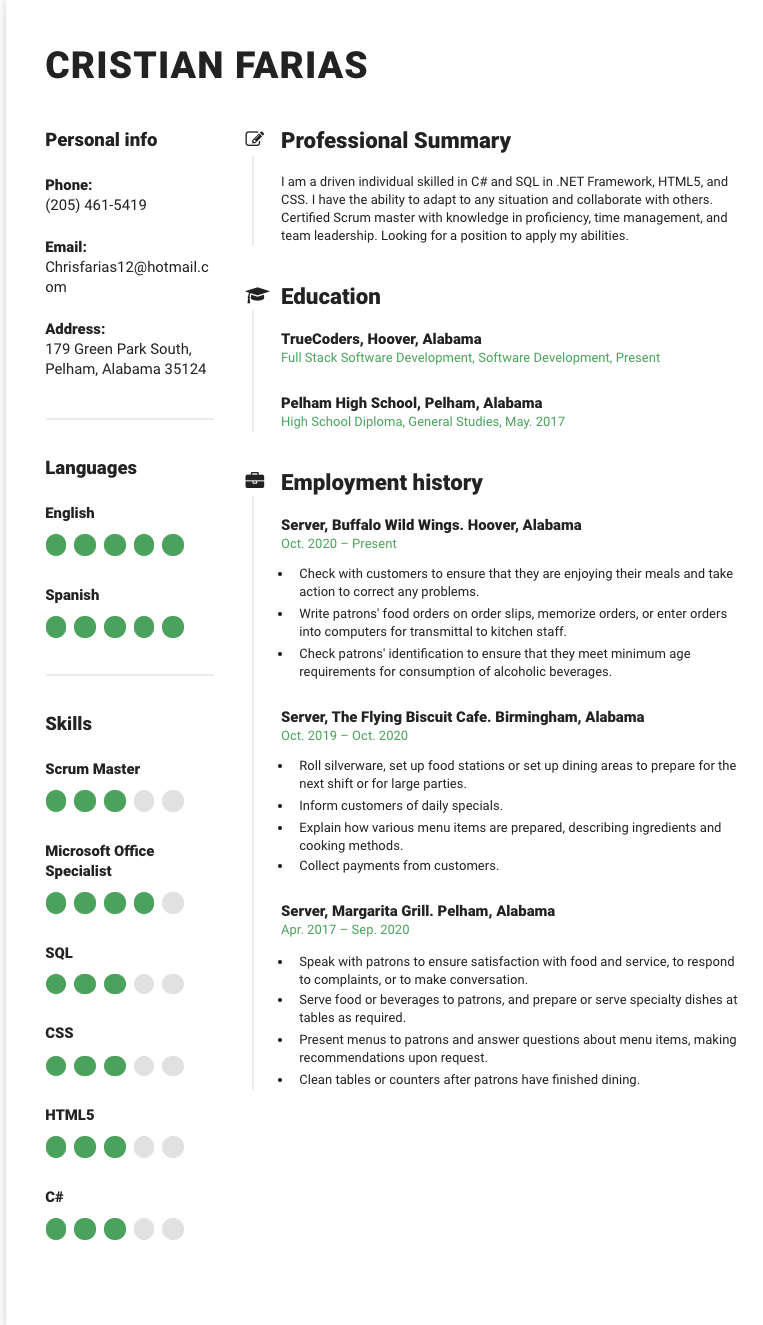 CRISTIAN FARIAS
Personal info
Phone:
(205) 461-5419
Email:
Chrisfarias12@hotmail.c
om
Address:
179 Green Park South,
Pelham, Alabama 35124
Languages
English
Spanish
Skills
Scrum Master
Microsoft Office
Specialist
SQL
CSS
HTML5
C#
Professional Summary
I am a driven individual skilled in C# and SQL in .NET Framework, HTML5, and
CSS. I have the ability to adapt to any situation and collaborate with others.
Certified Scrum master with knowledge in proficiency, time management, and
team leadership. Looking for a position to apply my abilities.
Education
TrueCoders, Hoover, Alabama
Full Stack Software Development, Software Development, Present
Pelham High School, Pelham, Alabama
High School Diploma, General Studies, May. 2017
Employment history
Server, Buffalo Wild Wings. Hoover, Alabama
Oct. 2020 – Present
• Check with customers to ensure that they are enjoying their meals and take
action to correct any problems.
• Write patrons' food orders on order slips, memorize orders, or enter orders
into computers for transmittal to kitchen staff.
• Check patrons' identification to ensure that they meet minimum age
requirements for consumption of alcoholic beverages.
Server, The Flying Biscuit Cafe. Birmingham, Alabama
Oct. 2019 – Oct. 2020
• Roll silverware, set up food stations or set up dining areas to prepare for the
next shift or for large parties.
• Inform customers of daily specials.
• Explain how various menu items are prepared, describing ingredients and
cooking methods.
• Collect payments from customers.
Server, Margarita Grill. Pelham, Alabama
Apr. 2017 – Sep. 2020
• Speak with patrons to ensure satisfaction with food and service, to respond
to complaints, or to make conversation.
• Serve food or beverages to patrons, and prepare or serve specialty dishes at
tables as required.
• Present menus to patrons and answer questions about menu items, making
recommendations upon request.
• Clean tables or counters after patrons have finished dining.